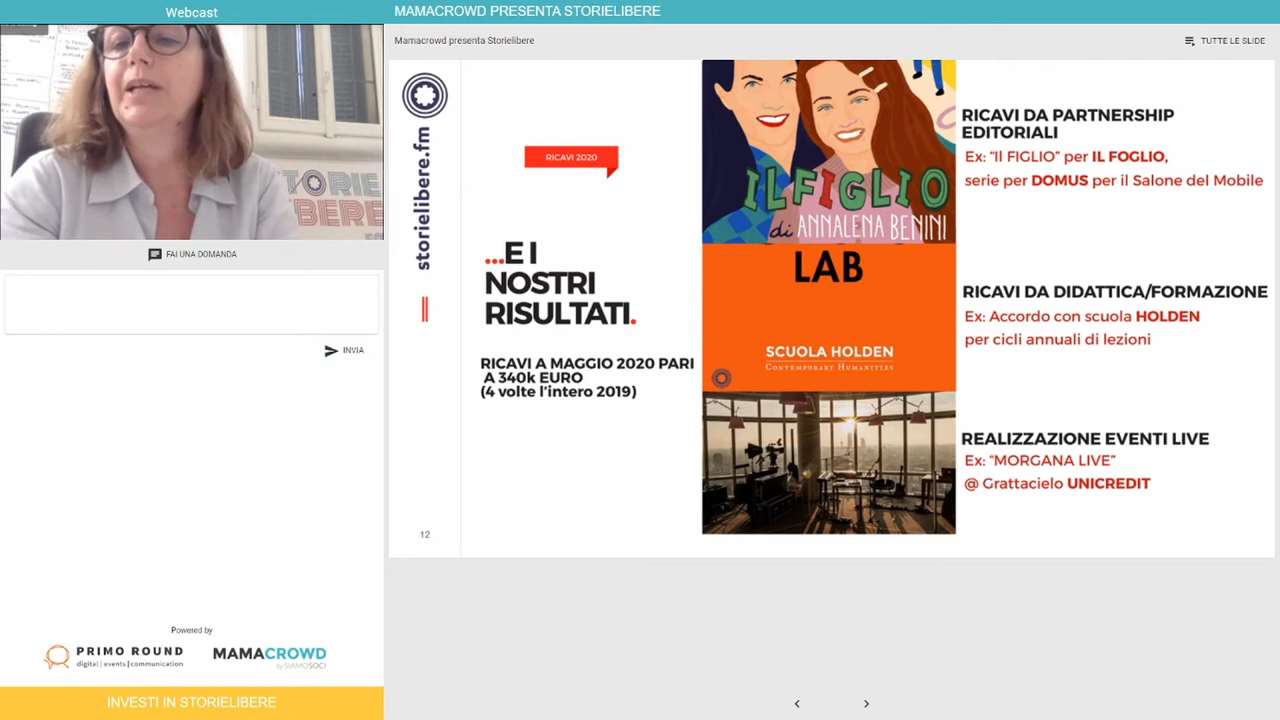 Webcast
MAMACROWD PRESENTA STORIELIBERE
Mamacrowd presenta Storielibere
TUTTE LE SLIDE
FAI UNA DOMANDA
INVIA
Powered by
PRIMO ROUND
digital | events | communication
MAMACROWD
by SIAMOSOCI
INVESTI IN STORIELIBERE
storielibere.fm
12
RICAVI 2020
...E I
NOSTRI
RISULTATI.
RICAVI A MAGGIO 2020 PARI
A 340k EURO
(4 volte l'intero 2019)
IL FIGLIO
di ANNALENA BENINI
LAB
SCUOLA HOLDEN
CONTEMPORARY HUMANITIES
RICAVI DA PARTNERSHIP
EDITORIALI
Ex: "Il FIGLIO" per IL FOGLIO,
serie per DOMUS per il Salone del Mobile
RICAVI DA DIDATTICA/FORMAZIONE
Ex: Accordo con scuola HOLDEN
per cicli annuali di lezioni
REALIZZAZIONE EVENTI LIVE
Ex: "MORGANA LIVE"
@ Grattacielo UNICREDIT